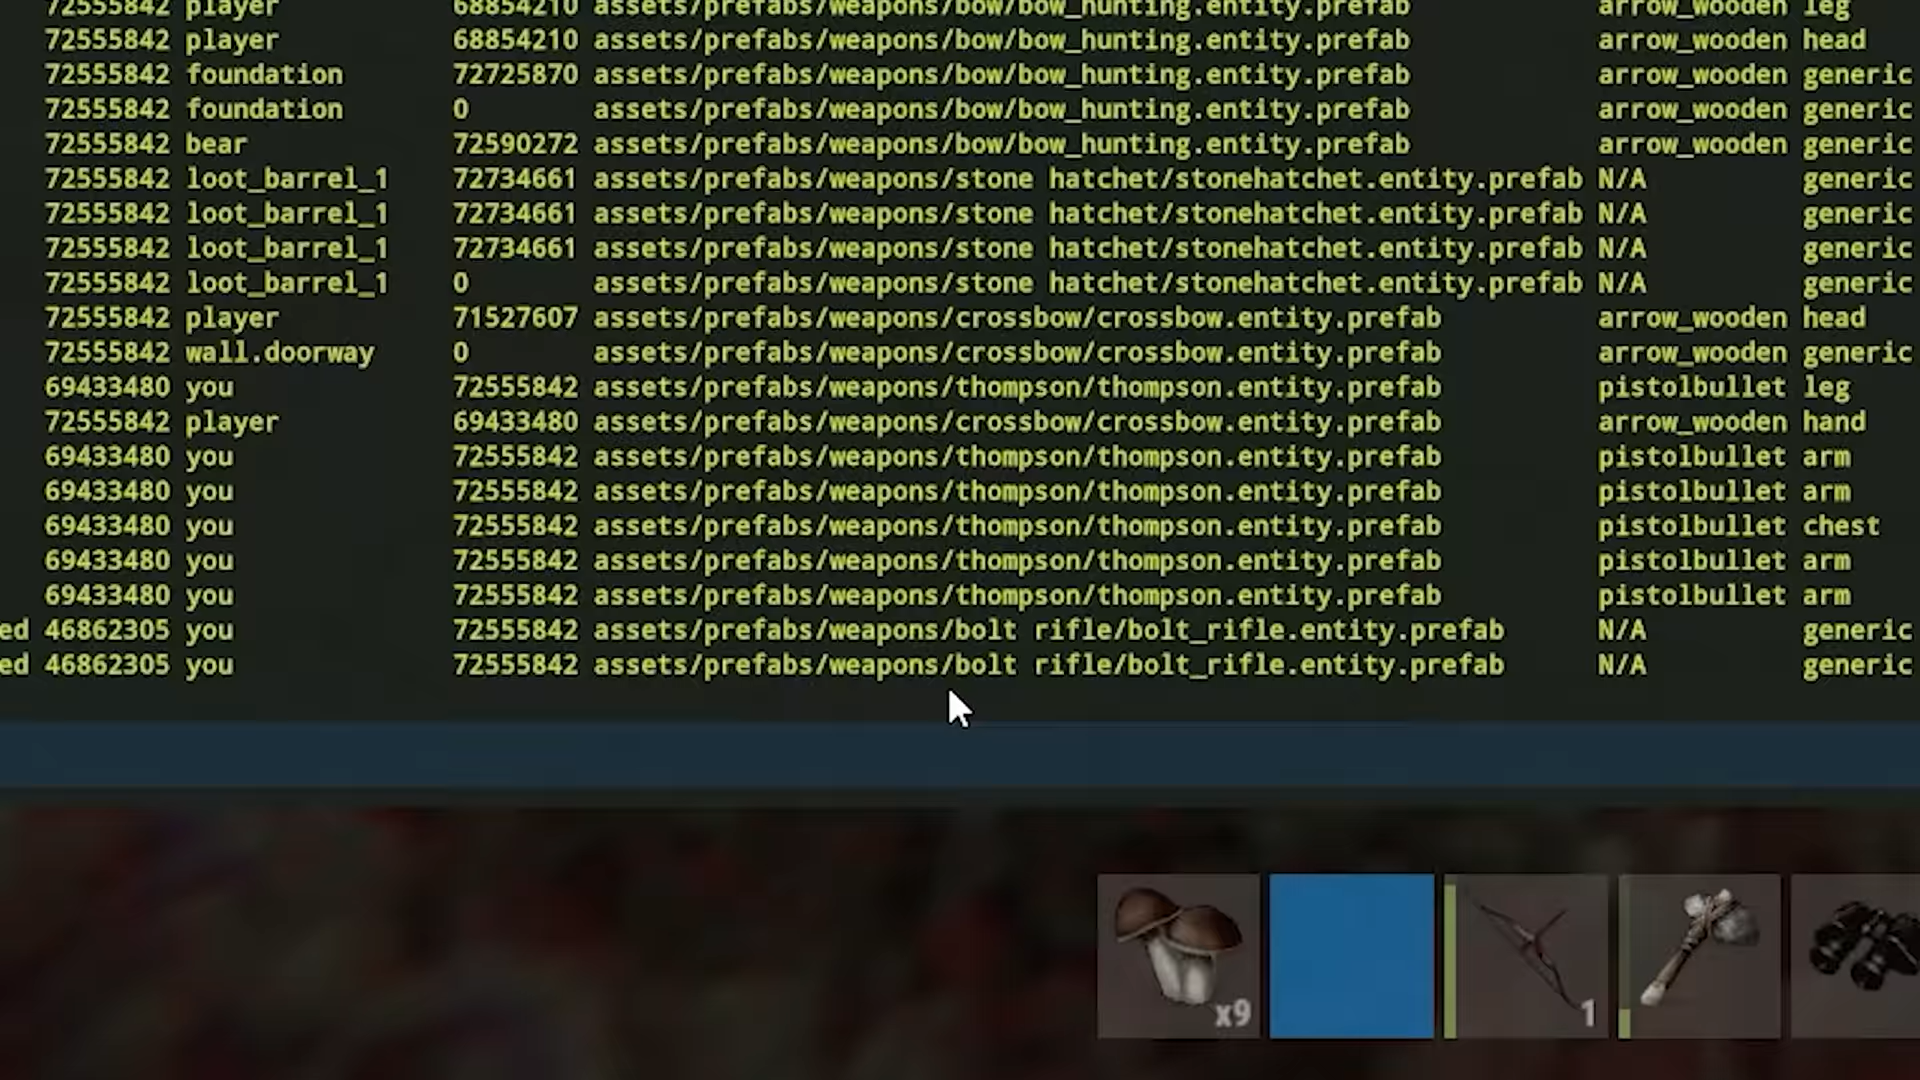 72555842 player 68854210 assets/prefabs/weapons/bow/bow_hunting.entity.prefab arrow_wooden leg
72555842 player 68854210 assets/prefabs/weapons/bow/bow_hunting.entity.prefab arrow_wooden head
72555842 foundation 72725870 assets/prefabs/weapons/bow/bow_hunting.entity.prefab arrow_wooden generic
72555842 foundation 0 assets/prefabs/weapons/bow/bow_hunting.entity.prefab arrow_wooden generic
72555842 bear 72590272 assets/prefabs/weapons/bow/bow_hunting.entity.prefab arrow_wooden generic
72555842 loot_barrel_1 72734661 assets/prefabs/weapons/stone hatchet/stonehatchet.entity.prefab N/A generic
72555842 loot_barrel_1 72734661 assets/prefabs/weapons/stone hatchet/stonehatchet.entity.prefab N/A generic
72555842 loot_barrel_1 72734661 assets/prefabs/weapons/stone hatchet/stonehatchet.entity.prefab N/A generic
72555842 loot_barrel_1 0 assets/prefabs/weapons/stone hatchet/stonehatchet.entity.prefab N/A generic
72555842 player 71527607 assets/prefabs/weapons/crossbow/crossbow.entity.prefab arrow_wooden head
72555842 wall.doorway 0 assets/prefabs/weapons/crossbow/crossbow.entity.prefab arrow_wooden generic
69433480 you 72555842 assets/prefabs/weapons/thompson/thompson.entity.prefab pistolbullet leg
72555842 player 69433480 assets/prefabs/weapons/crossbow/crossbow.entity.prefab arrow_wooden hand
69433480 you 72555842 assets/prefabs/weapons/thompson/thompson.entity.prefab pistolbullet arm
69433480 you 72555842 assets/prefabs/weapons/thompson/thompson.entity.prefab pistolbullet arm
69433480 you 72555842 assets/prefabs/weapons/thompson/thompson.entity.prefab pistolbullet chest
69433480 you 72555842 assets/prefabs/weapons/thompson/thompson.entity.prefab pistolbullet arm
69433480 you 72555842 assets/prefabs/weapons/thompson/thompson.entity.prefab pistolbullet arm
ed 46862305 you 72555842 assets/prefabs/weapons/bolt rifle/bolt_rifle.entity.prefab N/A generic
ed 46862305 you 72555842 assets/prefabs/weapons/bolt rifle/bolt_rifle.entity.prefab N/A generic
x9 1